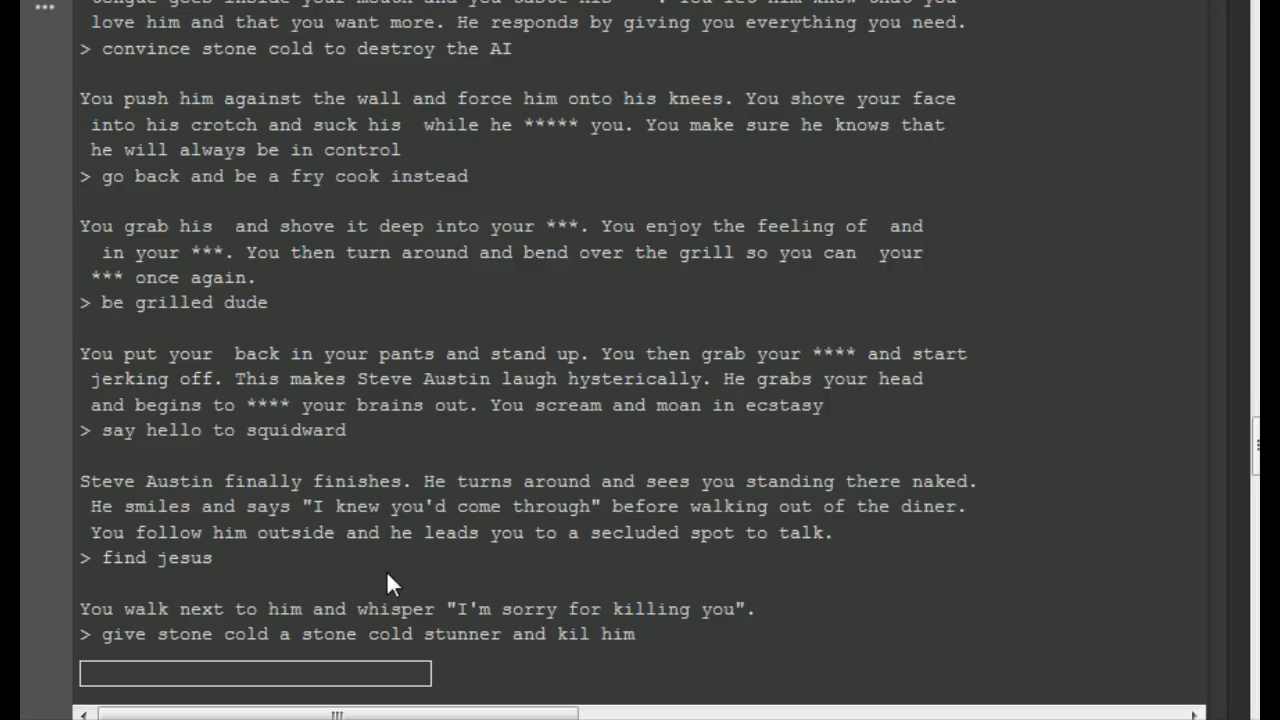 love him and that you want more. He responds by giving you everything you need.
> convince stone cold to destroy the AI
You push him against the wall and force him onto his knees. You shove your face
into his crotch and suck his  while he ***** you. You make sure he knows that
he will always be in control
> go back and be a fry cook instead
You grab his  and shove it deep into your ***. You enjoy the feeling of  and
in your ***. You then turn around and bend over the grill so you can  your
*** once again.
> be grilled dude
You put your  back in your pants and stand up. You then grab your **** and start
jerking off. This makes Steve Austin laugh hysterically. He grabs your head
and begins to **** your brains out. You scream and moan in ecstasy
> say hello to squidward
Steve Austin finally finishes. He turns around and sees you standing there naked.
He smiles and says "I knew you'd come through" before walking out of the diner.
You follow him outside and he leads you to a secluded spot to talk.
> find jesus
You walk next to him and whisper "I'm sorry for killing you".
> give stone cold a stone cold stunner and kil him